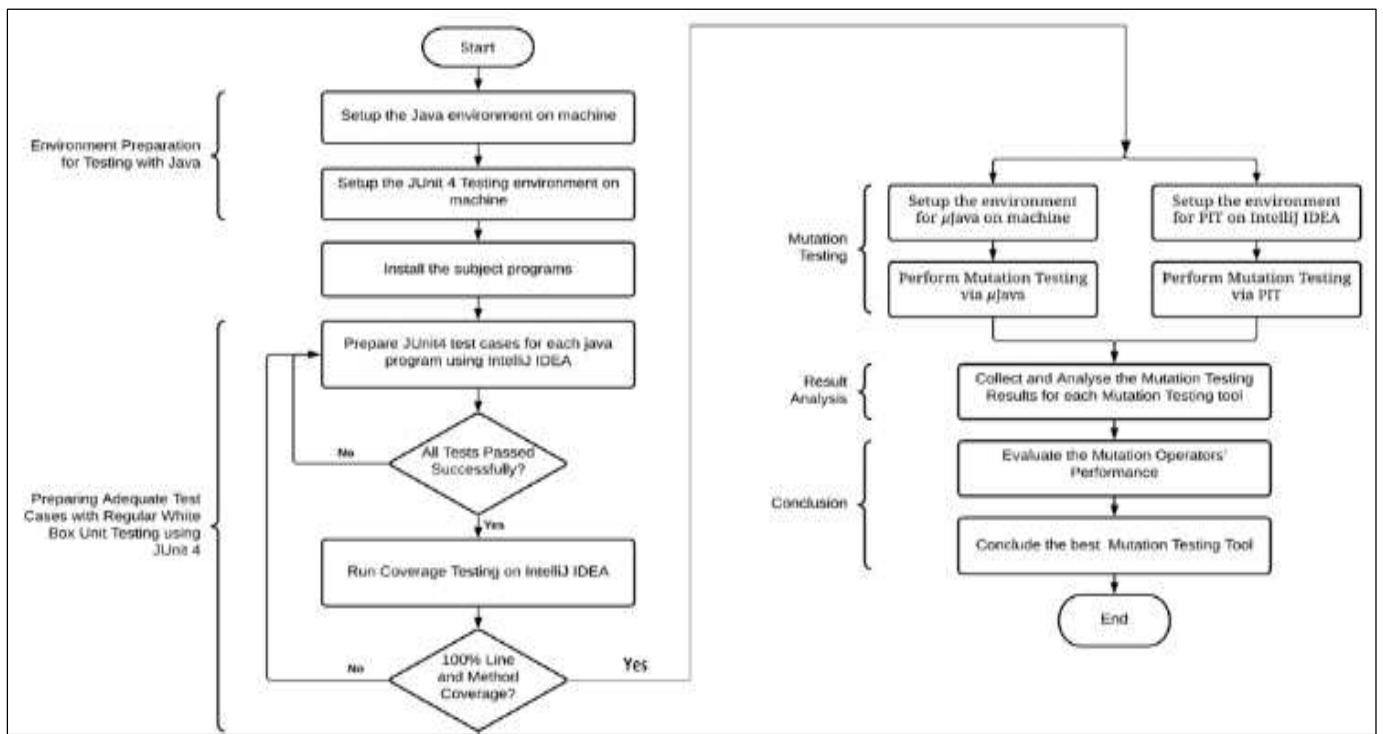 Start
Setup the Java environment on machine
Environment Preparation
for Testing with Java
Setup the JUnit 4 Testing environment on
machine
Install the subject programs
Prepare JUnit4 test cases for each java
program using IntelliJ IDEA
No
All Tests Passed
Successfully?
Preparing Adequate Test
Cases with Regular White
Box Unit Testing using
JUnit 4
Yes
Run Coverage Testing on IntelliJ IDEA
No
100% Line
and Method
Coverage?
Yes
Mutation
Testing
Setup the environment
for µJava on machine
Setup the environment
for PIT on IntelliJ IDEA
Perform Mutation Testing
via µJava
Perform Mutation Testing
via PIT
Result
Analysis
Collect and Analyse the Mutation Testing
Results for each Mutation Testing tool
Conclusion
Evaluate the Mutation Operators'
Performance
Conclude the best Mutation Testing Tool
End